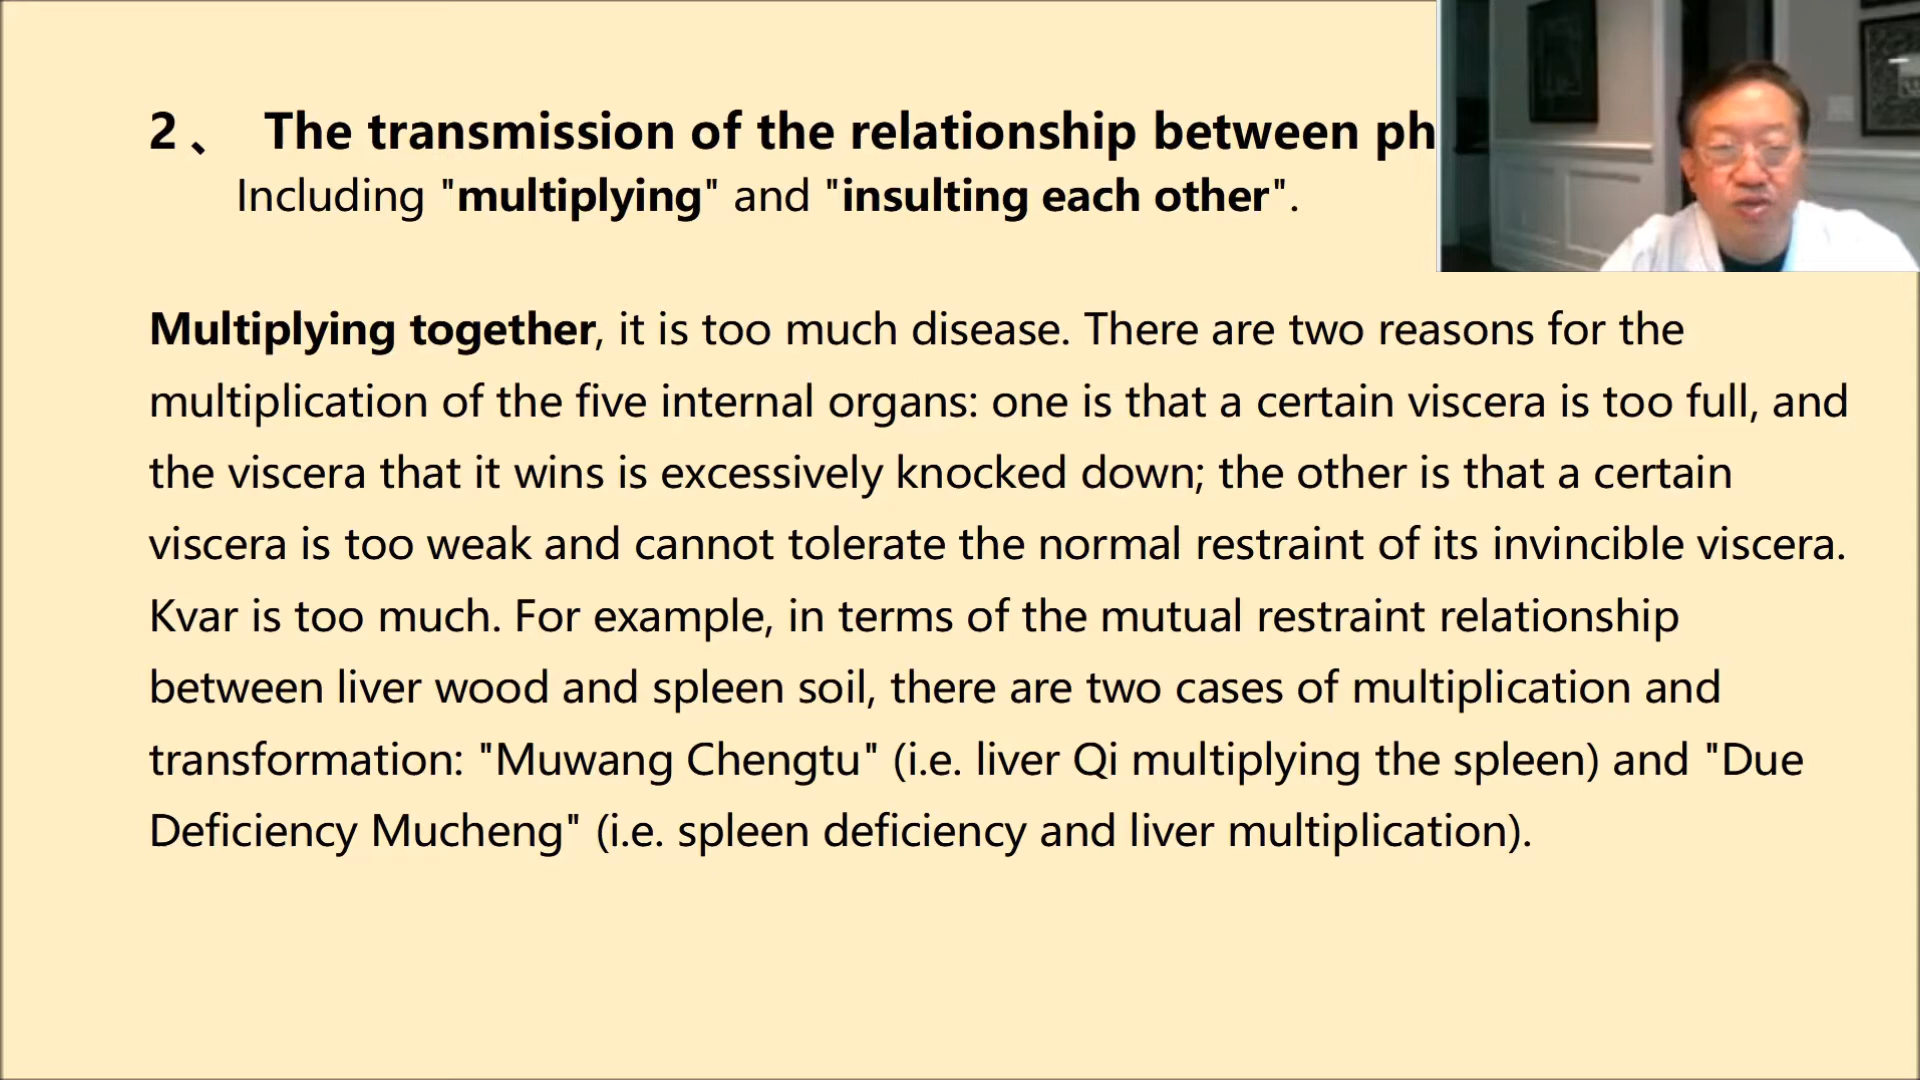 2、 The transmission of the relationship between ph
Including "multiplying" and "insulting each other".
Multiplying together, it is too much disease. There are two reasons for the
multiplication of the five internal organs: one is that a certain viscera is too full, and
the viscera that it wins is excessively knocked down; the other is that a certain
viscera is too weak and cannot tolerate the normal restraint of its invincible viscera.
Kvar is too much. For example, in terms of the mutual restraint relationship
between liver wood and spleen soil, there are two cases of multiplication and
transformation: "Muwang Chengtu" (i.e. liver Qi multiplying the spleen) and "Due
Deficiency Mucheng" (i.e. spleen deficiency and liver multiplication).